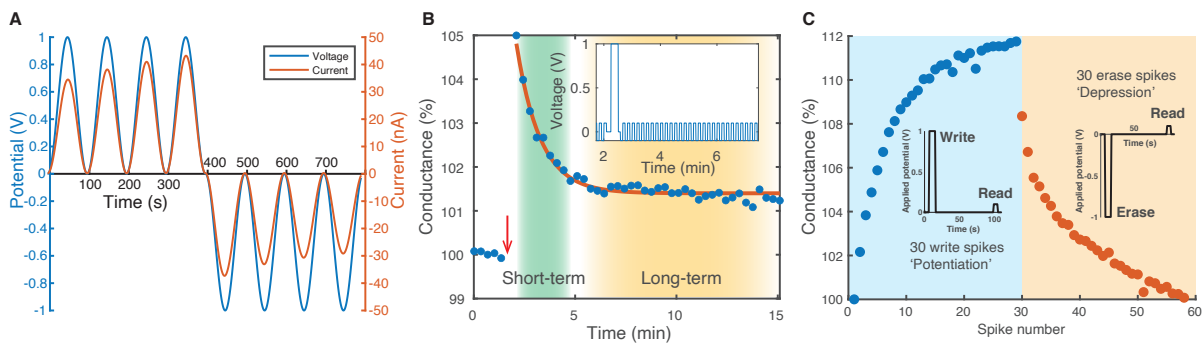 A
Potential (V)
1
0.8
0.6
0.4
0.2
0
-0.2
-0.4
-0.6
-0.8
-1
Voltage
Current
400 500 600 700
100 200 300
Time (s)
50
40
30
20
10
0
-10
-20
-30
-40
-50
Current (nA)
B
Conductance (%)
105
104
103
102
101
100
99
Voltage (V)
1
0.5
0
2 4 6
Time (min)
Short-term
Long-term
0 5 10 15
Time (min)
C
Conductance (%)
112
110
108
106
104
102
100
30 erase spikes
'Depression'
Applied potential (V)
1
0.5
0
Write
Read
0 50 100
Time (s)
30 write spikes
'Potentiation'
Applied potential (V)
0
-1
50
Time (s)
Read
Erase
0 10 20 30 40 50 60
Spike number